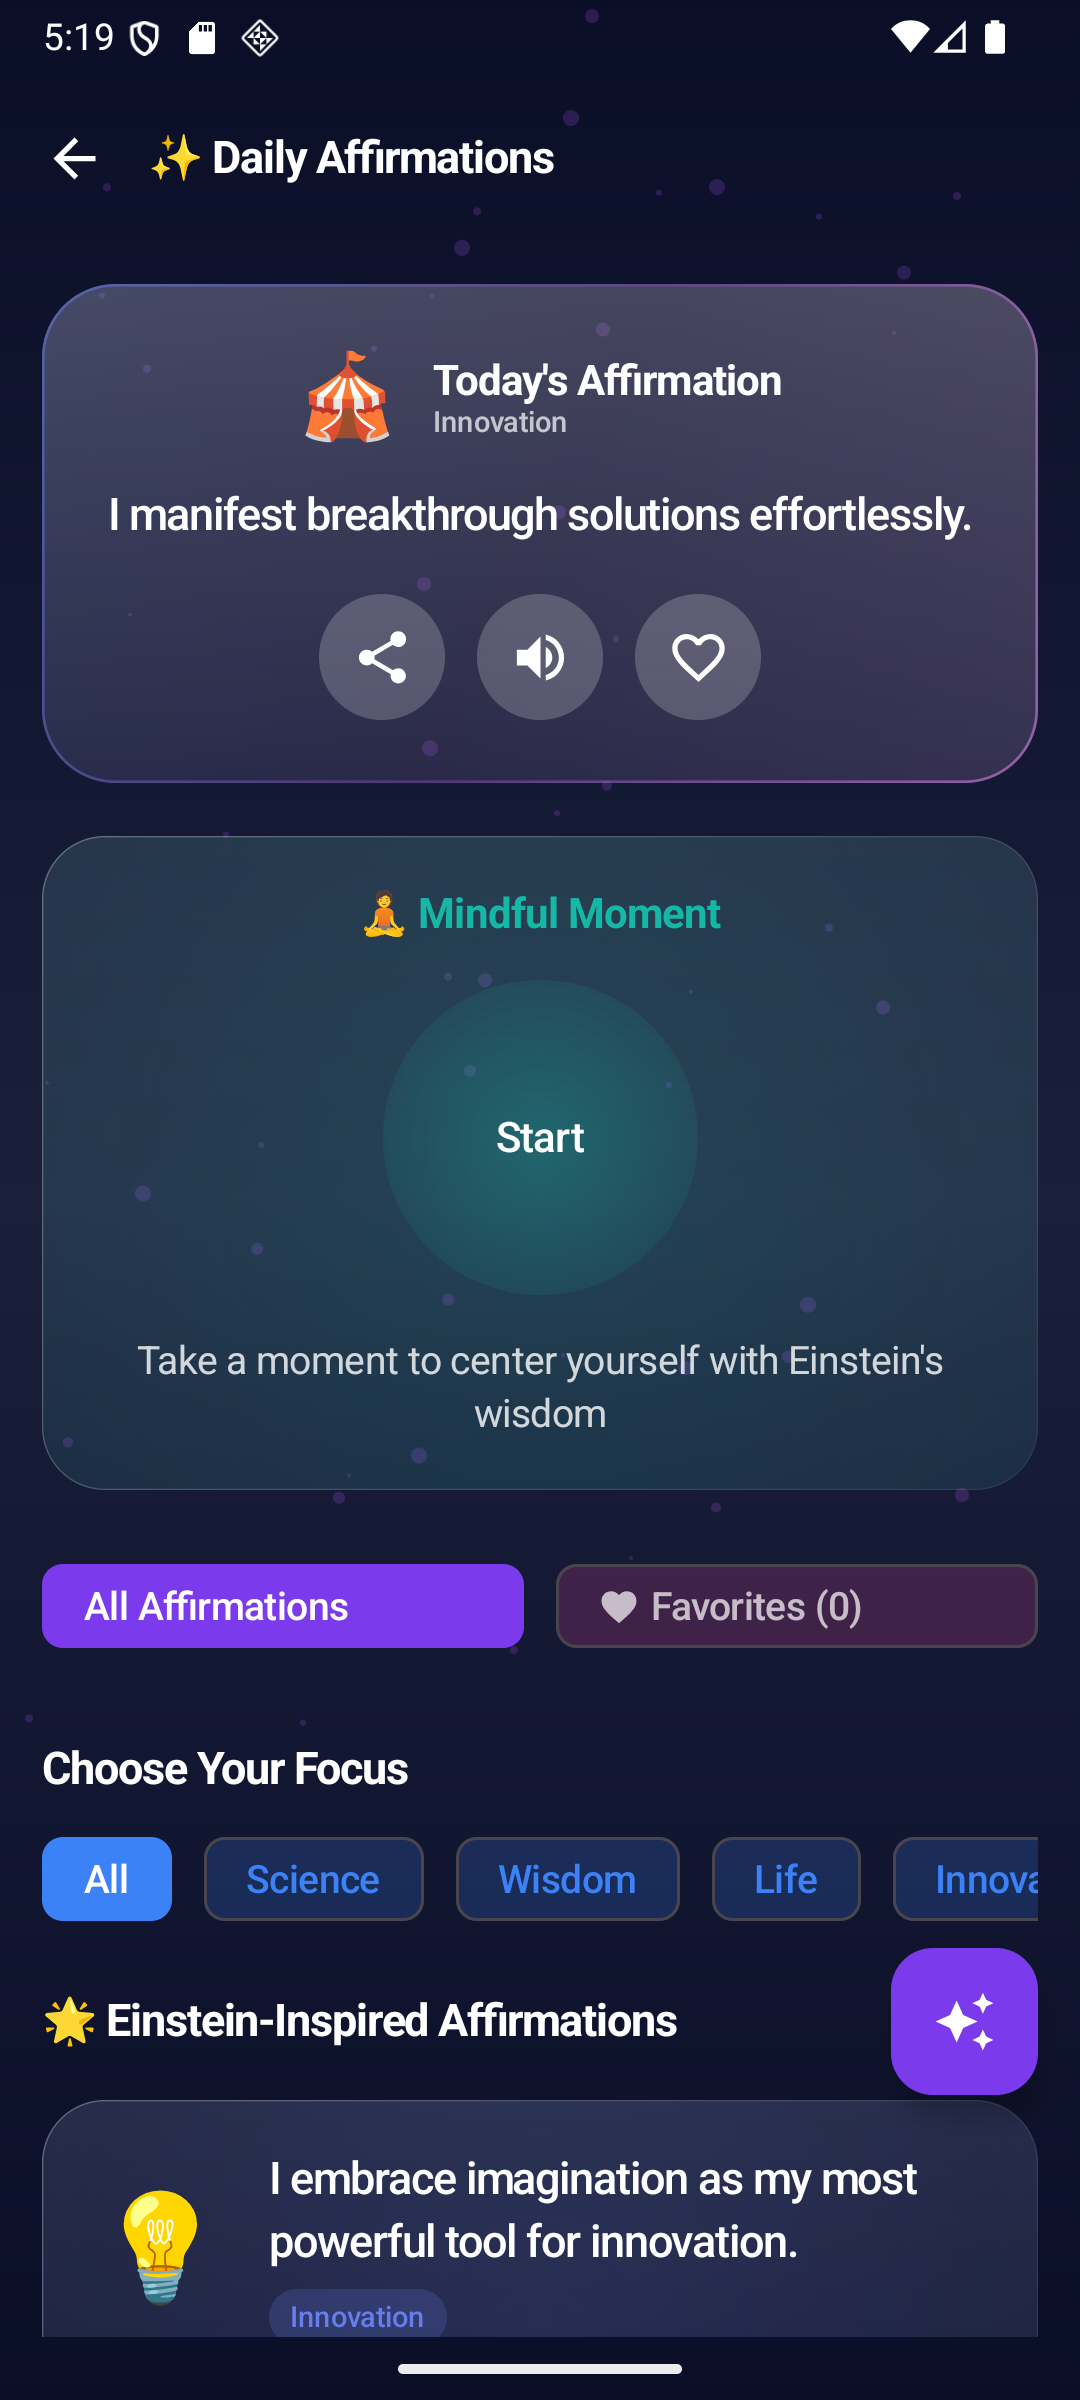 5:19
✨ Daily Affirmations
Today's Affirmation
Innovation
I manifest breakthrough solutions effortlessly.
🧘 Mindful Moment
Start
Take a moment to center yourself with Einstein's
wisdom
All Affirmations
Favorites (0)
Choose Your Focus
All
Science
Wisdom
Life
Innova
🌟 Einstein-Inspired Affirmations
I embrace imagination as my most
powerful tool for innovation.
Innovation